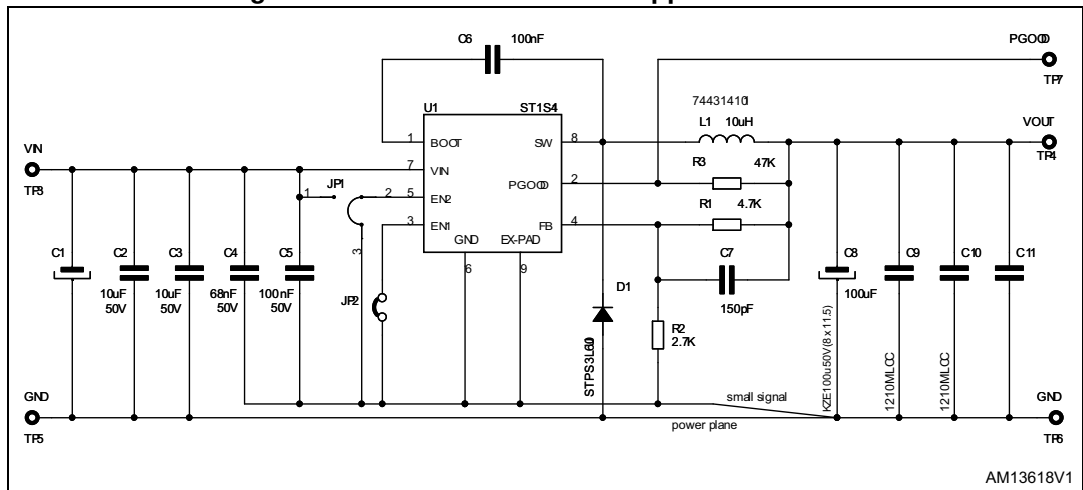 C6 100nF
PGOOD
TP7
74431410
L1 10uH
U1 ST1S4
1 BOOT
SW 8
VOUT
TP4
VIN
TP3
7 VIN
R3 47K
PGOOD 2
1 JP1 2 5 EN2
R1 4.7K
3 EN1
FB 4
GND EX-PAD
3
6 9
C7
150pF
C1
C2
10uF
50V
C3
10uF
50V
C4
68nF
50V
C5
100nF
50V
JP2
D1
STPS3L60
R2
2.7K
C8
100uF
KZE100u50V(8 x 11.5)
C9
1210MLCC
C10
1210MLCC
C11
small signal
power plane
GND
TP5
GND
TP6
AM13618V1